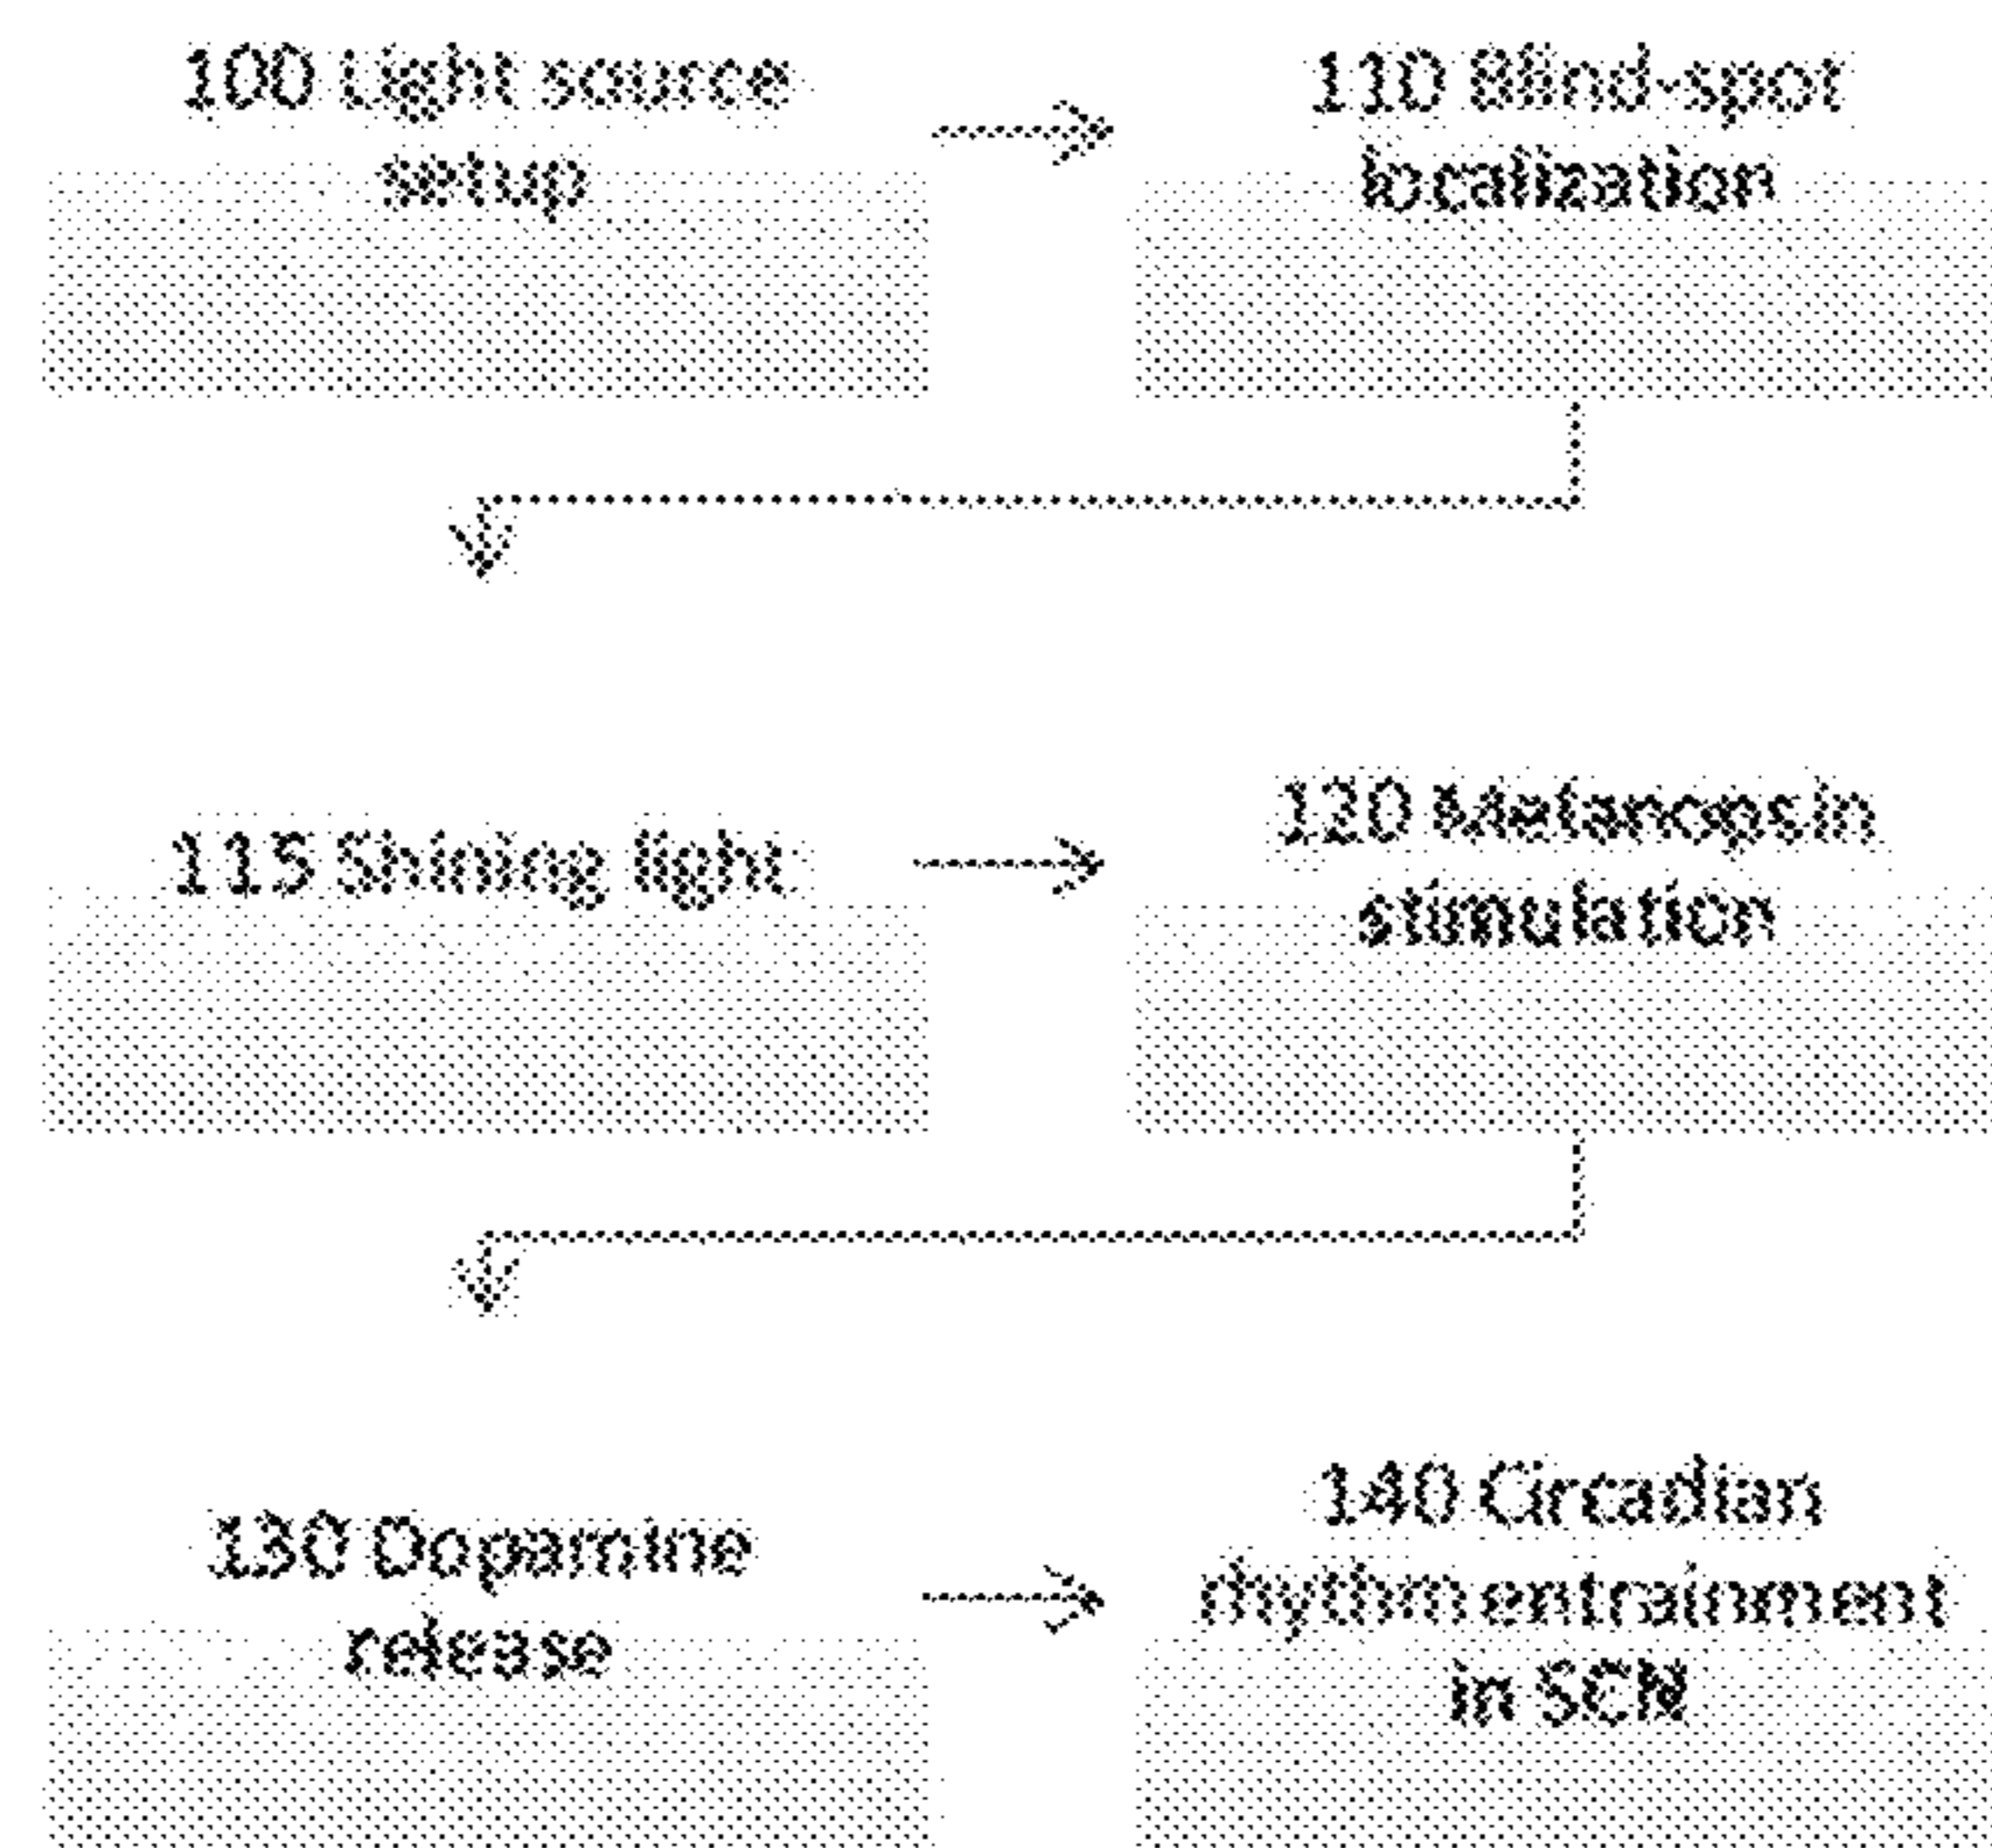 100 Light source
setup
110 Blind-spot
localization
115 Shining light
120 Melanopsin
stimulation
130 Dopamine
release
140 Circadian
rhythm entrainment
in SCN